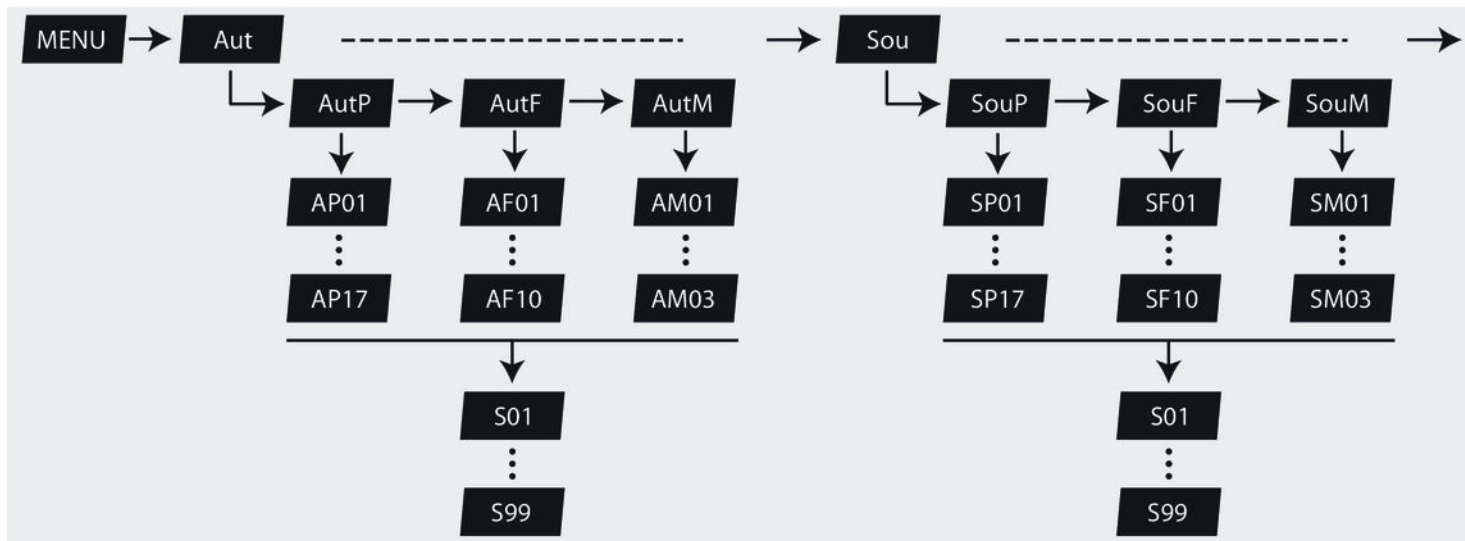 MENU Aut Sou
AutP AutF AutM SouP SouF SouM
AP01 AF01 AM01 SP01 SF01 SM01
AP17 AF10 AM03 SP17 SF10 SM03
S01 S01
S99 S99